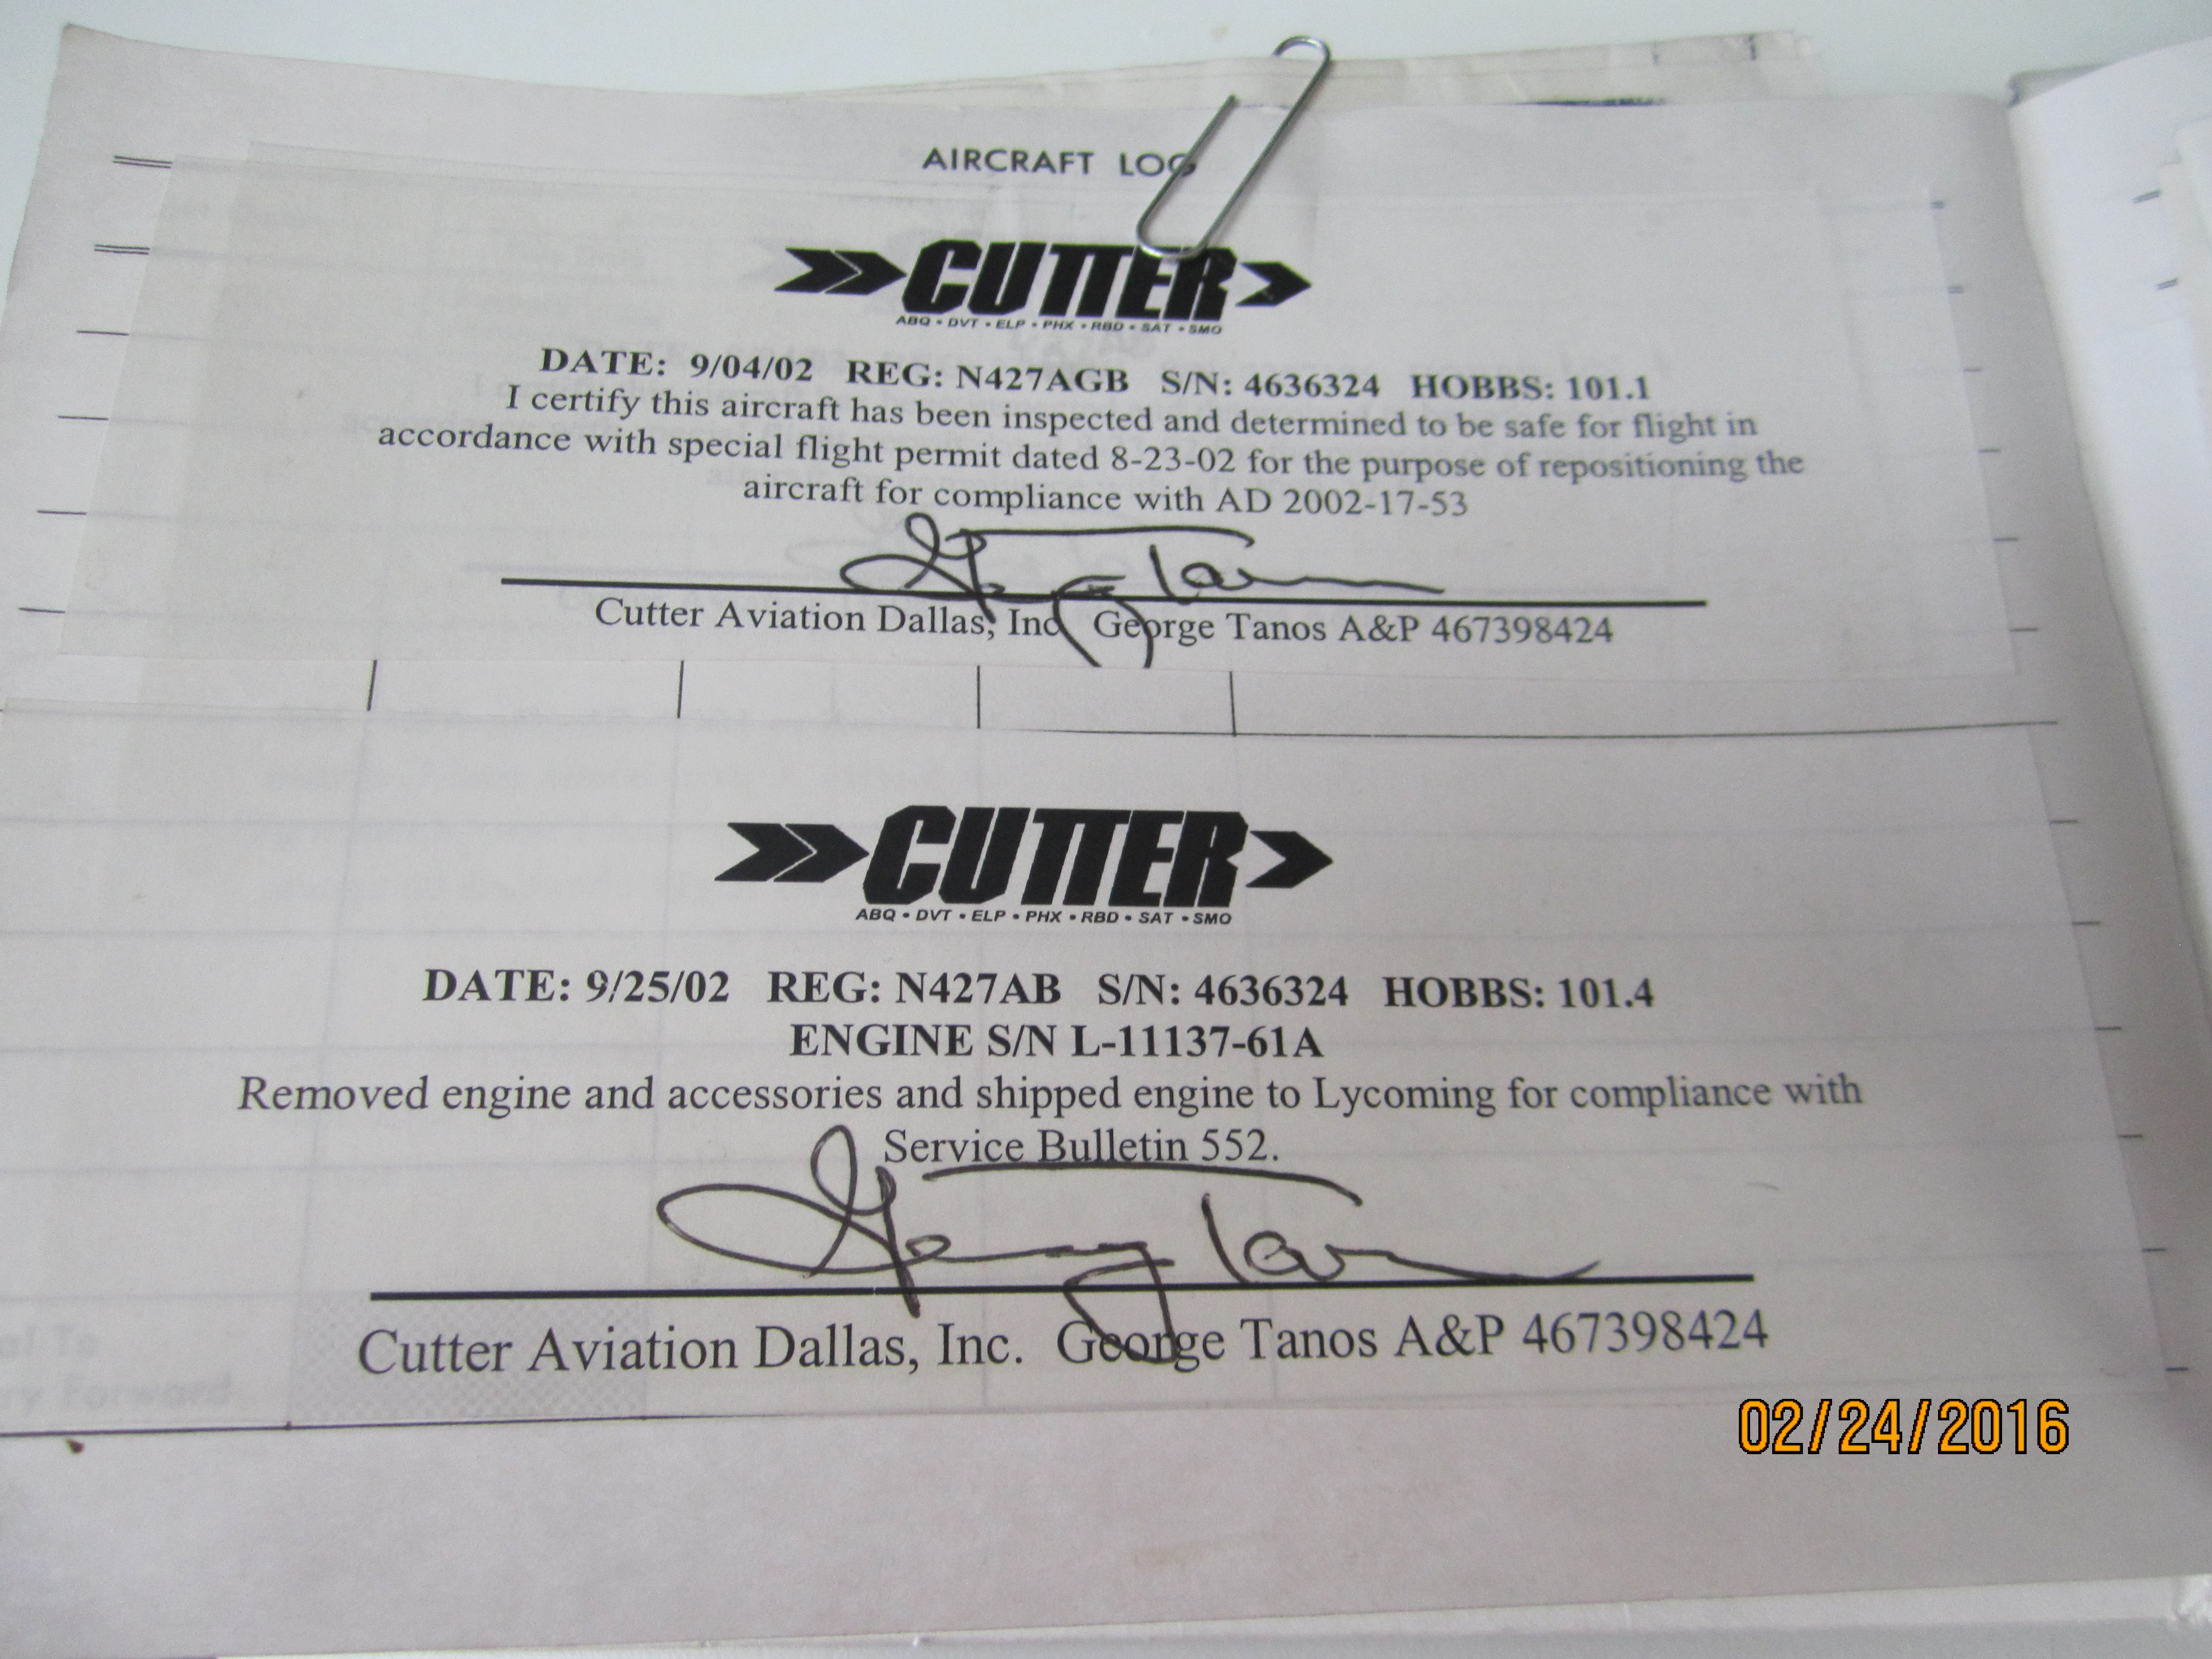 AIRCRAFT LOG
CUTTER
ABQ • DVT • ELP • PHX • RBD • SAT • SMO
DATE: 9/04/02 REG: N427AGB S/N: 4636324 HOBBS: 101.1
I certify this aircraft has been inspected and determined to be safe for flight in
accordance with special flight permit dated 8-23-02 for the purpose of repositioning the
aircraft for compliance with AD 2002-17-53
Cutter Aviation Dallas, Inc George Tanos A&P 467398424
CUTTER
ABQ • DVT • ELP • PHX • RBD • SAT • SMO
DATE: 9/25/02 REG: N427AB S/N: 4636324 HOBBS: 101.4
ENGINE S/N L-11137-61A
Removed engine and accessories and shipped engine to Lycoming for compliance with
Service Bulletin 552.
Cutter Aviation Dallas, Inc. George Tanos A&P 467398424
To
Forward
02/24/2016